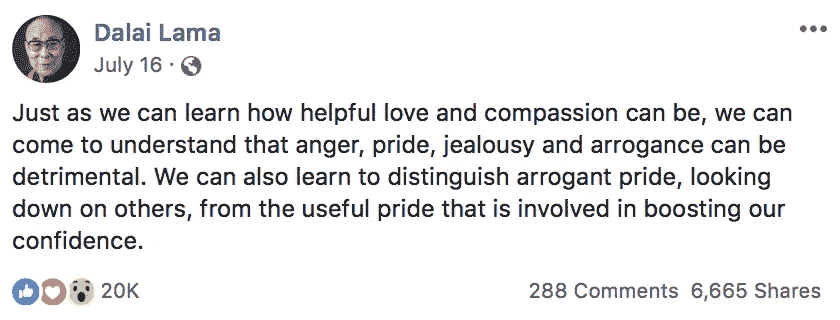 Dalai Lama
July 16 ·
Just as we can learn how helpful love and compassion can be, we can
come to understand that anger, pride, jealousy and arrogance can be
detrimental. We can also learn to distinguish arrogant pride, looking
down on others, from the useful pride that is involved in boosting our
confidence.
20K 288 Comments 6,665 Shares